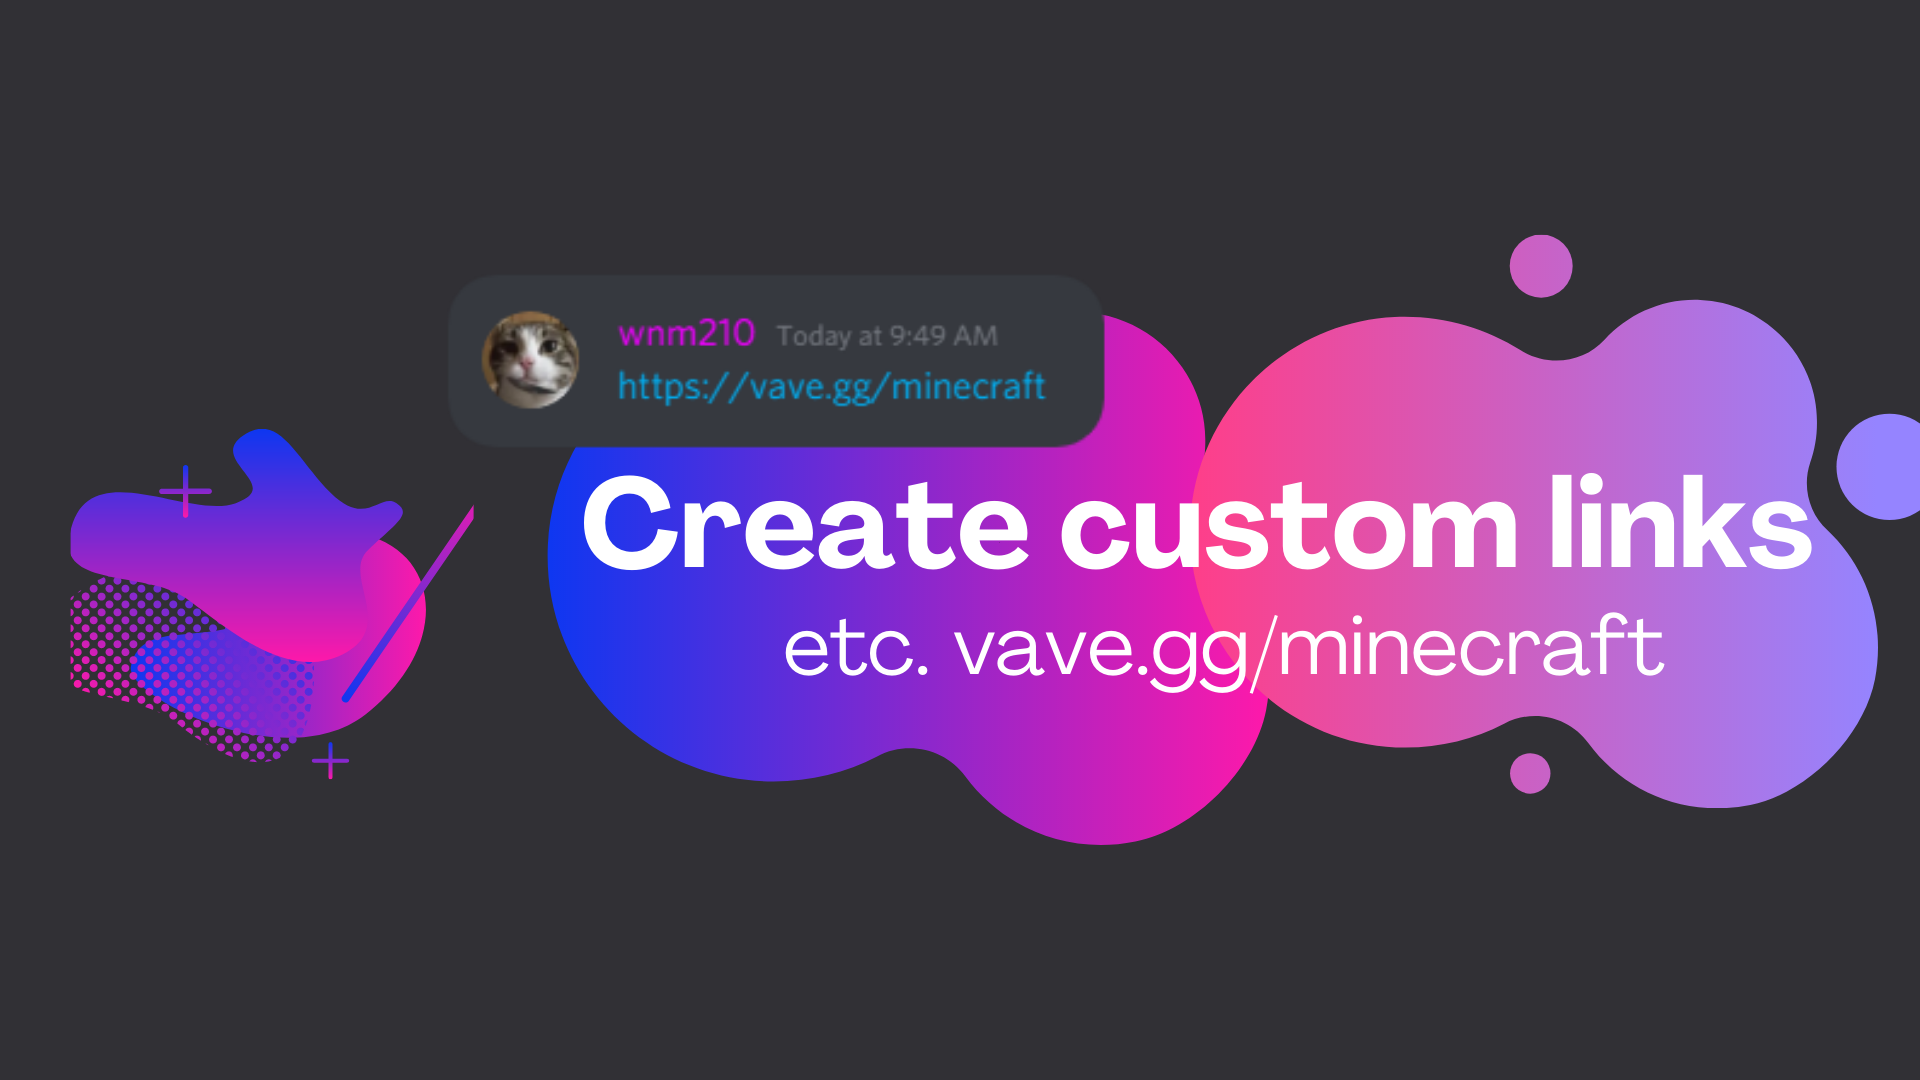 wnm210 Today at 9:49 AM
https://vave.gg/minecraft
Create custom links
etc. vave.gg/minecraft